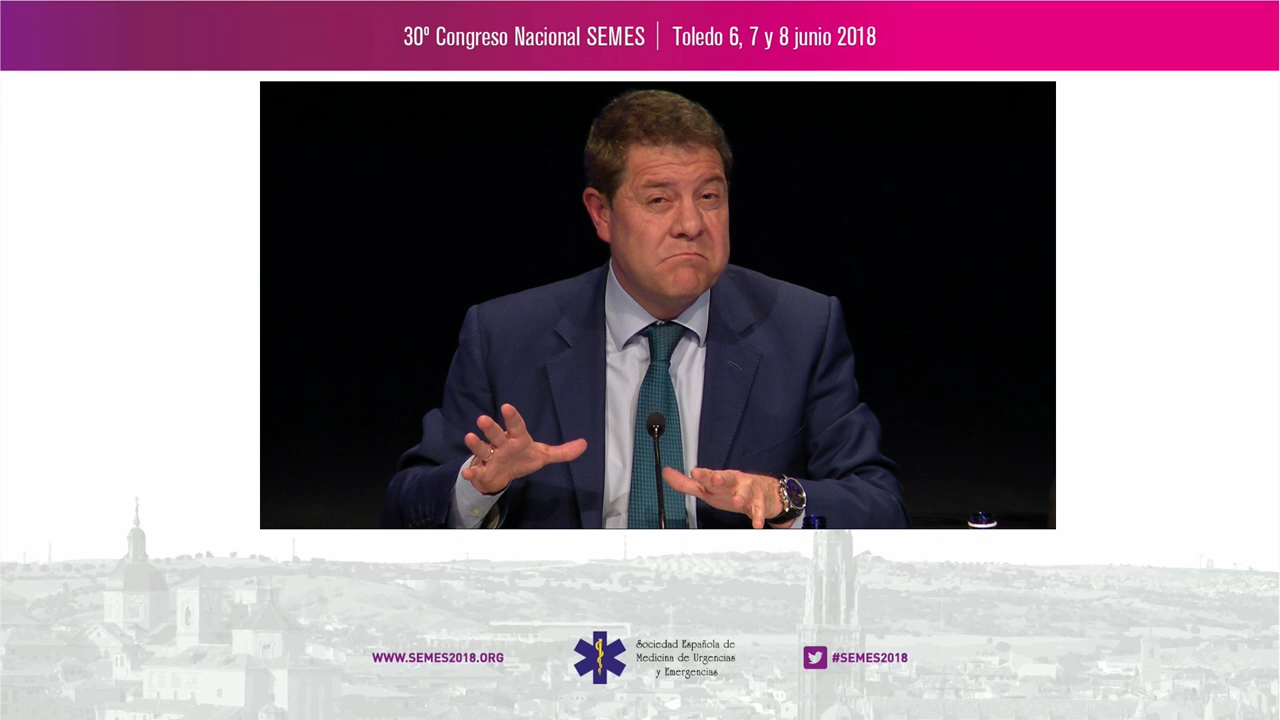 30º Congreso Nacional SEMES | Toledo 6, 7 y 8 junio 2018
WWW.SEMES2018.ORG
Sociedad Española de
Medicina de Urgencias
y Emergencias
#SEMES2018